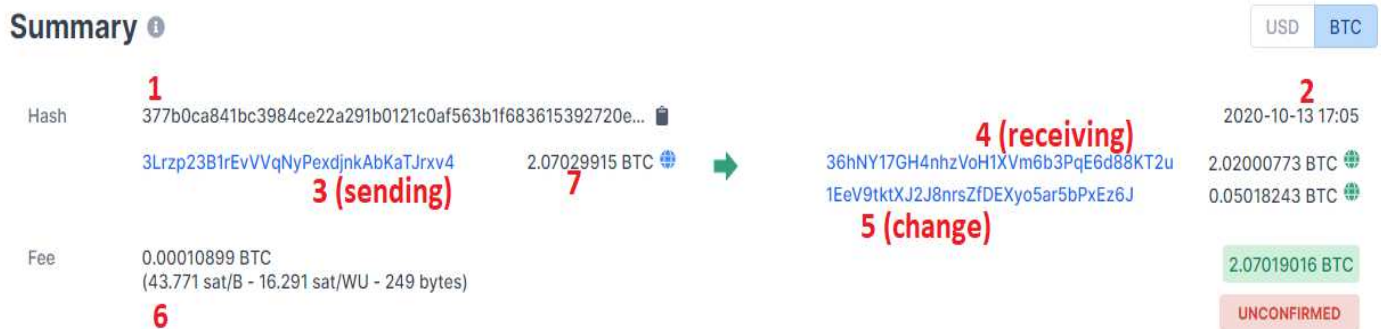 Summary
USD BTC
1
2
Hash 377b0ca841bc3984ce22a291b0121c0af563b1f683615392720e... 2020-10-13 17:05
4 (receiving)
3Lrzp23B1rEvVVqNyPexdjnkAbKaTJrxv4 2.07029915 BTC 36hNY17GH4nhzVoH1XVm6b3PqE6d88KT2u 2.02000773 BTC
3 (sending) 7 1EeV9tktXJ2J8nrsZfDEXyo5ar5bPxEz6J 0.05018243 BTC
5 (change)
Fee 0.00010899 BTC 2.07019016 BTC
(43.771 sat/B - 16.291 sat/WU - 249 bytes)
6 UNCONFIRMED